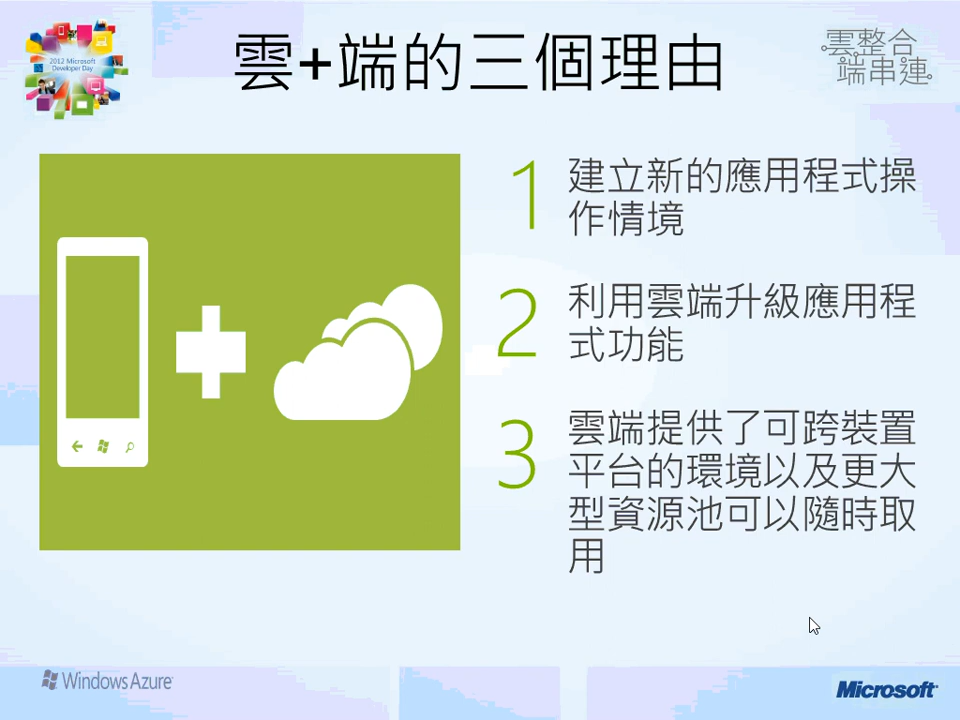 2012 Microsoft
Developer Day
雲+端的三個理由
雲整合
端串連
1
建立新的應用程式操
作情境
2
利用雲端升級應用程
式功能
3
雲端提供了可跨裝置
平台的環境以及更大
型資源池可以隨時取
用
Windows Azure
Microsoft